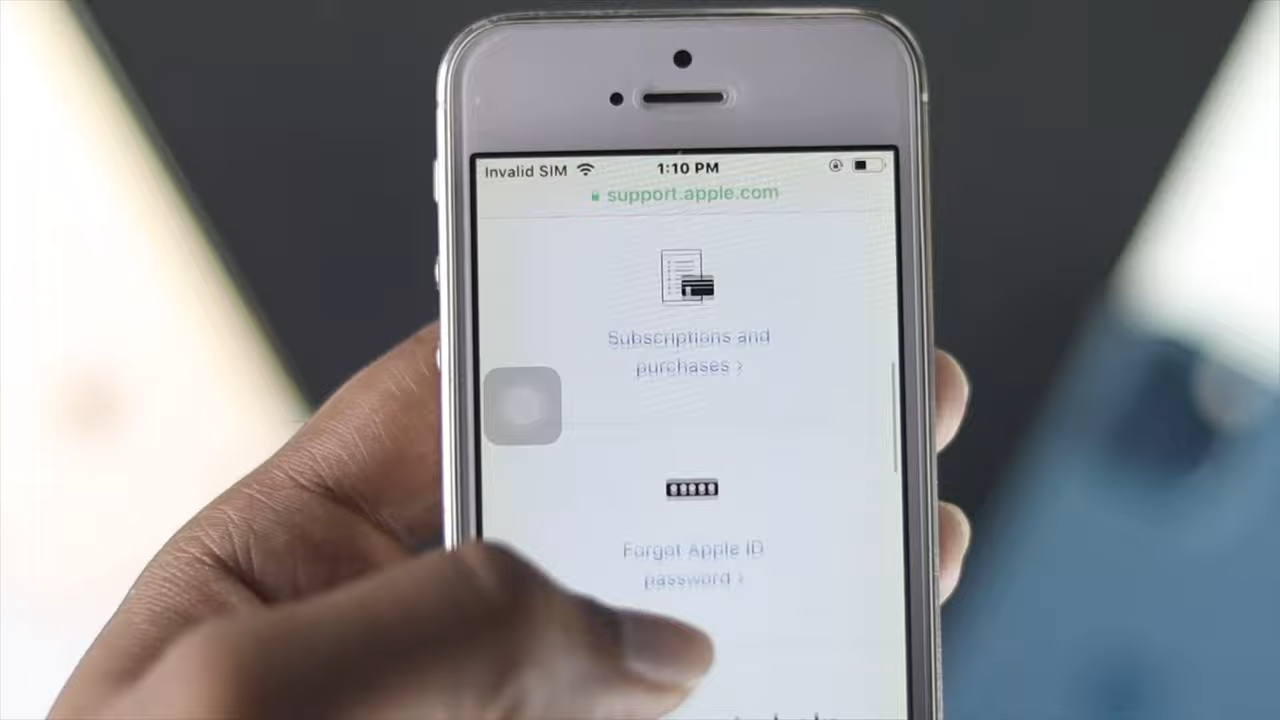 Invalid SIM 1:10 PM
support.apple.com
Subscriptions and
purchases >
Forgot Apple ID
password >